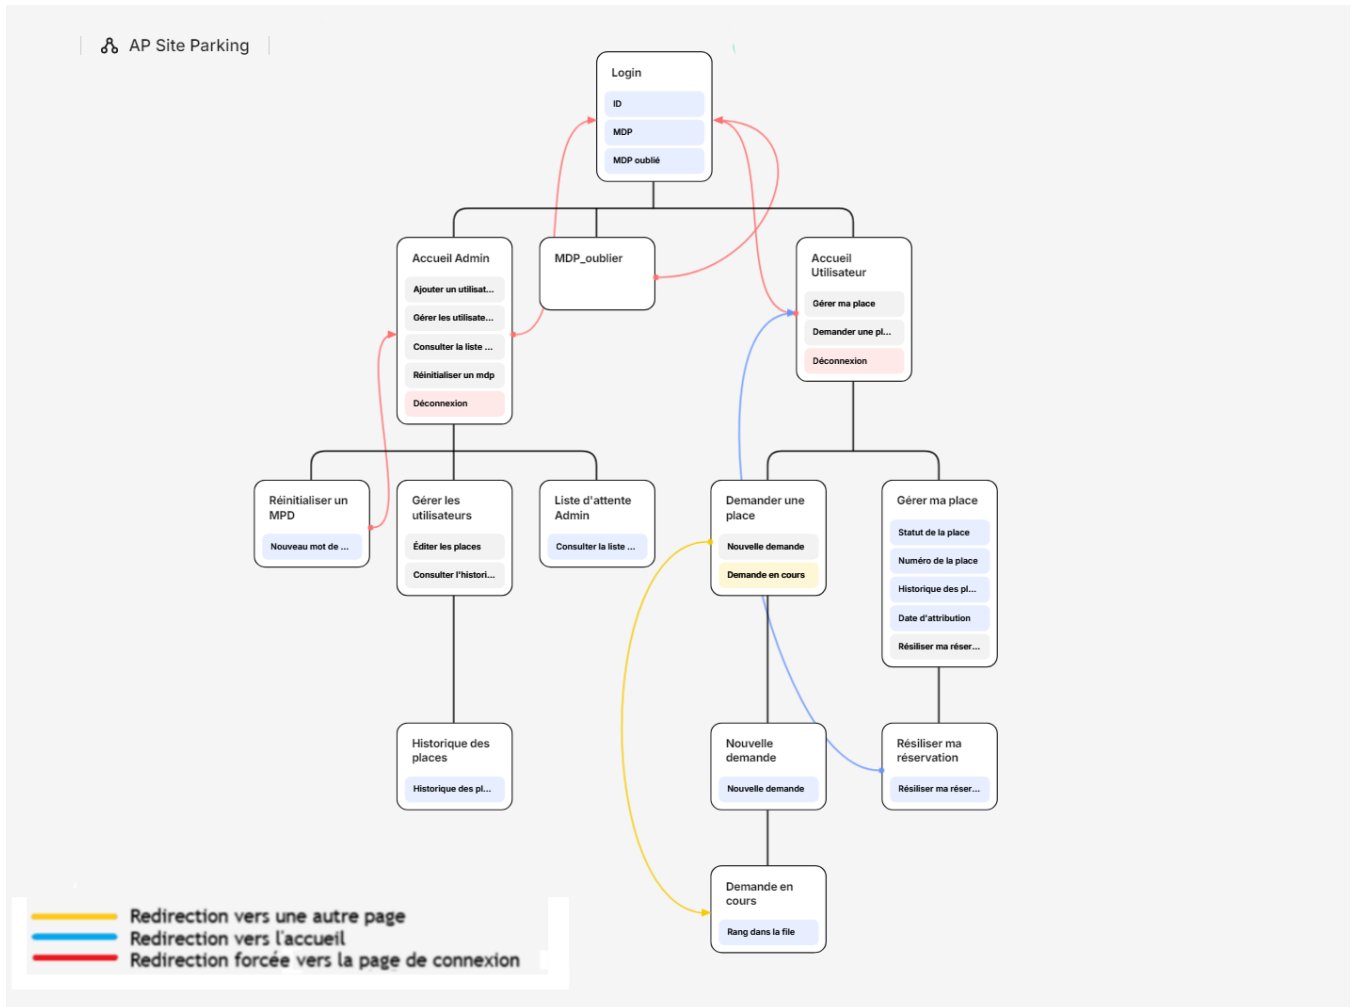 AP Site Parking
Login
ID
MDP
MDP oublié
Accueil Admin
Ajouter un utilisat...
Gérer les utilisate...
Consulter la liste ...
Réinitialiser un mdp
Déconnexion
MDP_oublier
Accueil
Utilisateur
Gérer ma place
Demander une pl...
Déconnexion
Réinitialiser un
MPD
Nouveau mot de ...
Gérer les
utilisateurs
Éditer les places
Consulter l'histori...
Liste d'attente
Admin
Consulter la liste ...
Demander une
place
Nouvelle demande
Demande en cours
Gérer ma place
Statut de la place
Numéro de la place
Historique des pl...
Date d'attribution
Résiliser ma réser...
Historique des
places
Historique des pl...
Nouvelle
demande
Nouvelle demande
Résiliser ma
réservation
Résiliser ma réser...
Demande en
cours
Rang dans la file
Redirection vers une autre page
Redirection vers l'accueil
Redirection forcée vers la page de connexion